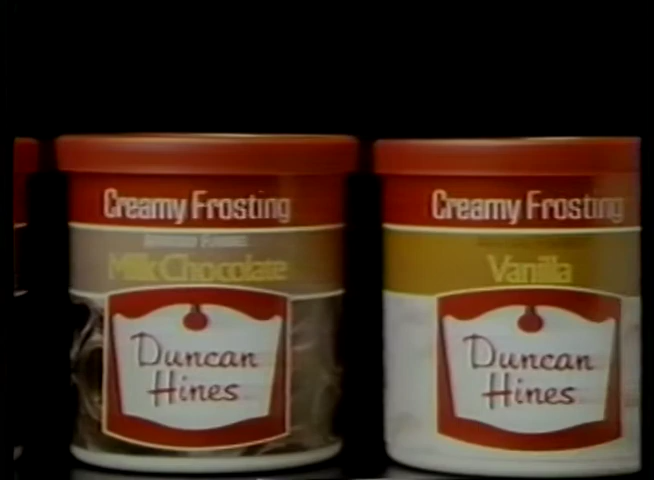 Creamy Frosting
Milk Chocolate
Duncan
Hines
Creamy Frosting
Vanilla
Duncan
Hines